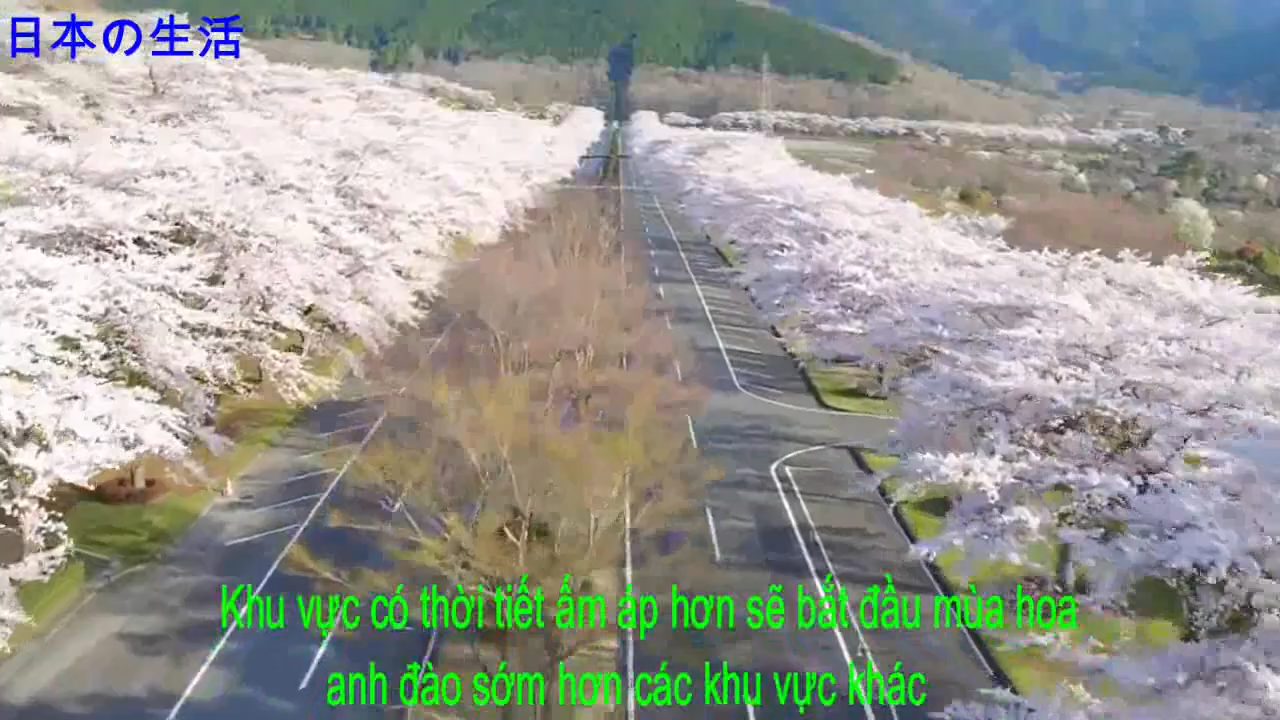 日本の生活
Khu vực có thời tiết ấm áp hơn sẽ bắt đầu mùa hoa
anh đào sớm hơn các khu vực khác